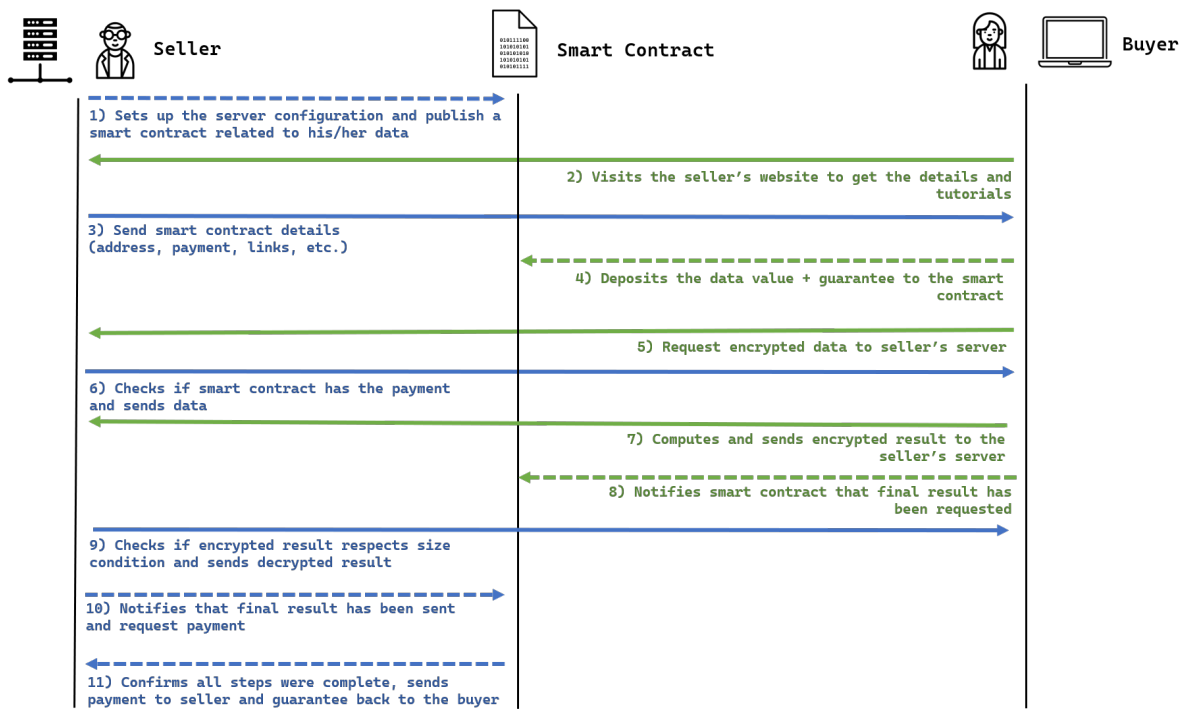 Seller
Smart Contract
Buyer
010111100
101010101
010101010
101010101
010101111
1) Sets up the server configuration and publish a
smart contract related to his/her data
2) Visits the seller's website to get the details and
tutorials
3) Send smart contract details
(address, payment, links, etc.)
4) Deposits the data value + guarantee to the smart
contract
5) Request encrypted data to seller's server
6) Checks if smart contract has the payment
and sends data
7) Computes and sends encrypted result to the
seller's server
8) Notifies smart contract that final result has
been requested
9) Checks if encrypted result respects size
condition and sends decrypted result
10) Notifies that final result has been sent
and request payment
11) Confirms all steps were complete, sends
payment to seller and guarantee back to the buyer